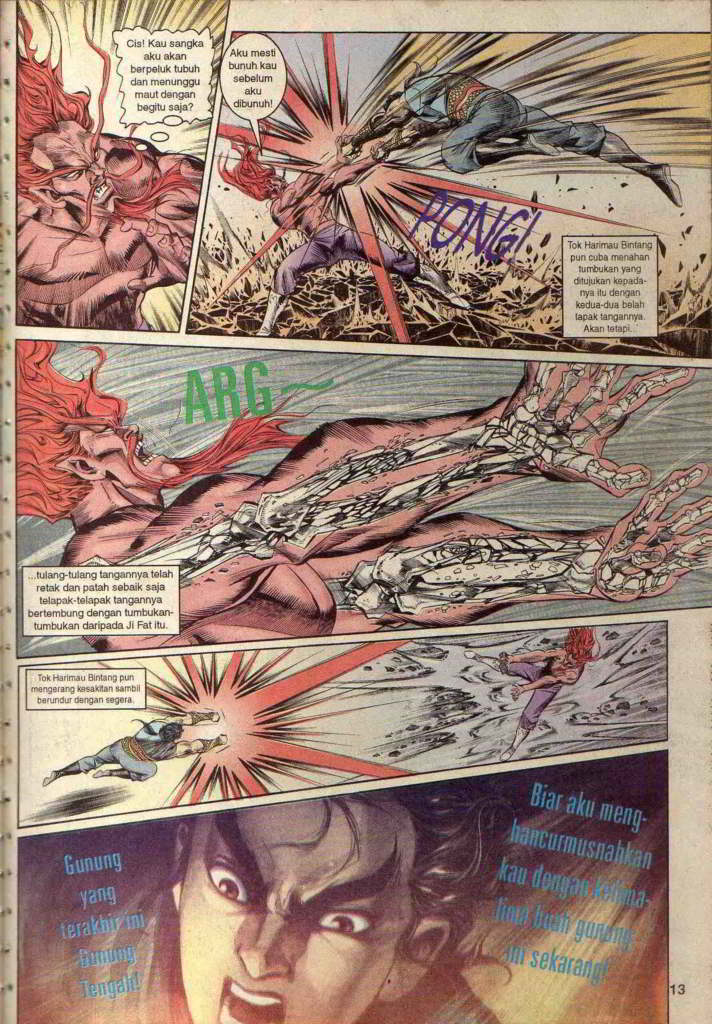 Cis! Kau sangka
aku akan
berpeluk tubuh
dan menunggu
maut dengan
begitu saja?
Aku mesti
bunuh kau
sebelum
aku
dibunuh!
PONG!
Tok Harimau Bintang
pun cuba menahan
tumbukan yang
ditujukan kepada-
nya itu dengan
kedua-dua belah
tapak tangannya.
Akan tetapi...
ARG~
...tulang-tulang tangannya telah
retak dan patah sebaik saja
telapak-telapak tangannya
bertembung dengan tumbukan-
tumbukan daripada Ji Fat itu.
Tok Harimau Bintang pun
mengerang kesakitan sambil
berundur dengan segera.
Gunung
yang
terakhir ini
Gunung
Tengah!
Biar aku meng-
hancurmusnahkan
kau dengan kelima-
lima buah gunung
ini sekarang!
13